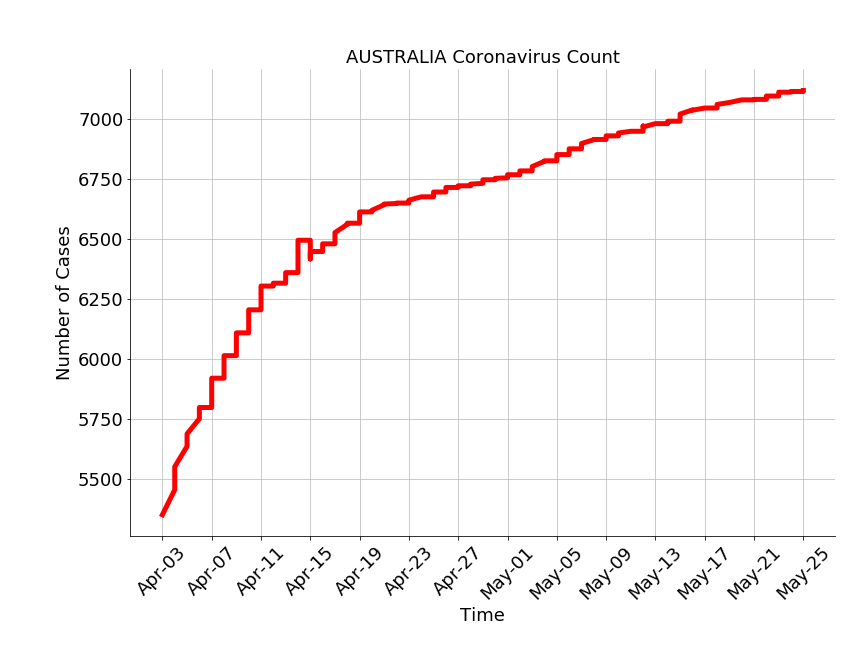 AUSTRALIA Coronavirus Count
7000
6750
6500
6250
6000
5750
5500
Number of Cases
Apr-03
Apr-07
Apr-11
Apr-15
Apr-19
Apr-23
Apr-27
May-01
May-05
May-09
May-13
May-17
May-21
May-25
Time